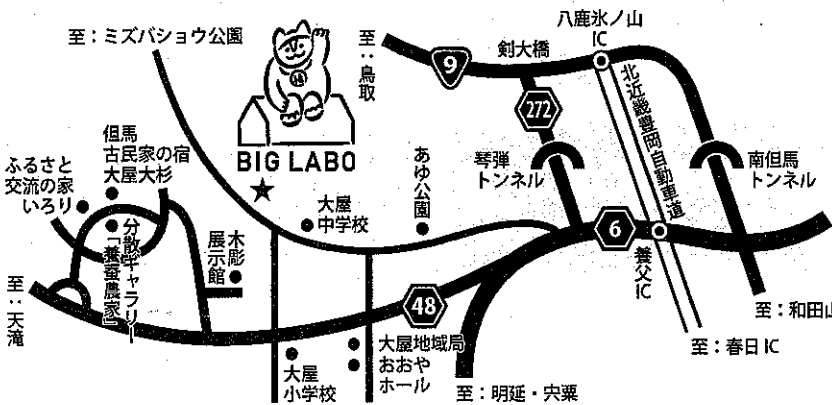 至：ミズバショウ公園
BIG LABO
至：鳥取
9
剣大橋
八鹿氷ノ山
IC
272
北近畿豊岡自動車道
琴弾
トンネル
南但馬
トンネル
ふるさと
交流の家
いろり
但馬
古民家の宿
大屋大杉
分散ギャラリー
「養蚕農家」
木彫
展示館
大屋
中学校
あゆ公園
6
養父IC
至：天滝
48
大屋
小学校
大屋地域局
おおや
ホール
至：明延・宍粟
至：春日IC
至：和田山